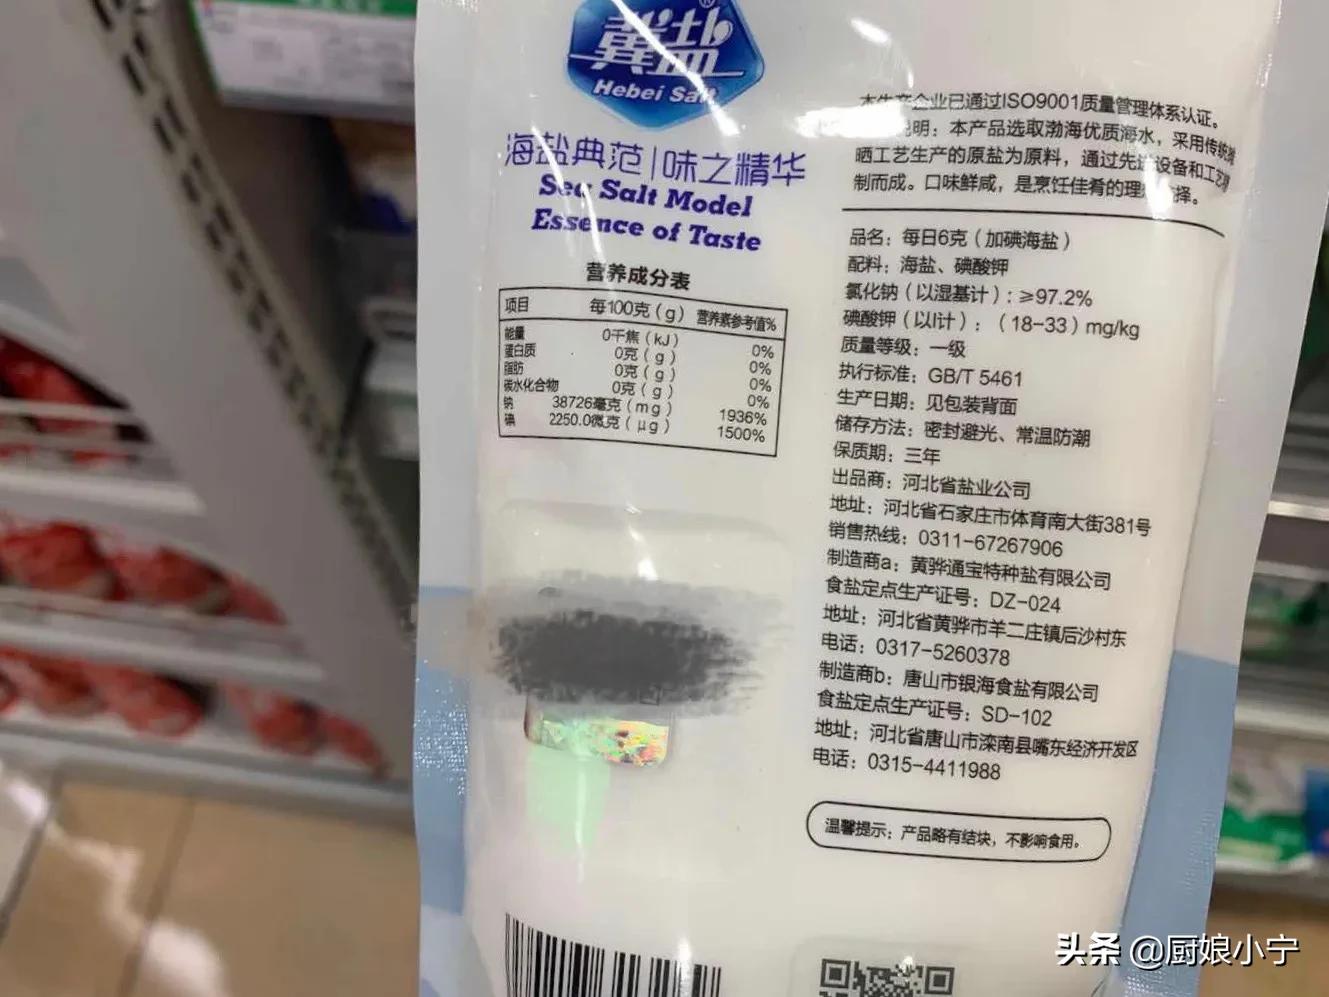 冀盐®
Hebei Salt
海盐典范|味之精华
Sea Salt Model
Essence of Taste
营养成分表
项目 每100克(g) 营养素参考值%
能量 0千焦(kJ) 0%
蛋白质 0克(g) 0%
脂肪 0克(g) 0%
碳水化合物 0克(g) 0%
钠 38726毫克(mg) 1936%
碘 2250.0微克(μg) 1500%
本生产企业已通过ISO9001质量管理体系认证。
明:本产品选取渤海优质海水,采用传统
晒工艺生产的原盐为原料,通过先进设备和工艺
制而成。口味鲜咸,是烹饪佳肴的理 择。
品名:每日6克(加碘海盐)
配料:海盐、碘酸钾
氯化钠(以湿基计):≥97.2%
碘酸钾(以I计):(18-33)mg/kg
质量等级:一级
执行标准:GB/T 5461
生产日期:见包装背面
储存方法:密封避光、常温防潮
保质期:三年
出品商:河北省盐业公司
地址:河北省石家庄市体育南大街381号
销售热线:0311-67267906
制造商a:黄骅通宝特种盐有限公司
食盐定点生产证号:DZ-024
地址:河北省黄骅市羊二庄镇后沙村东
电话:0317-5260378
制造商b:唐山市银海食盐有限公司
食盐定点生产证号:SD-102
地址:河北省唐山市滦南县嘴东经济开发区
电话:0315-4411988
温馨提示:产品略有结块,不影响食用。
头条 @厨娘小宁